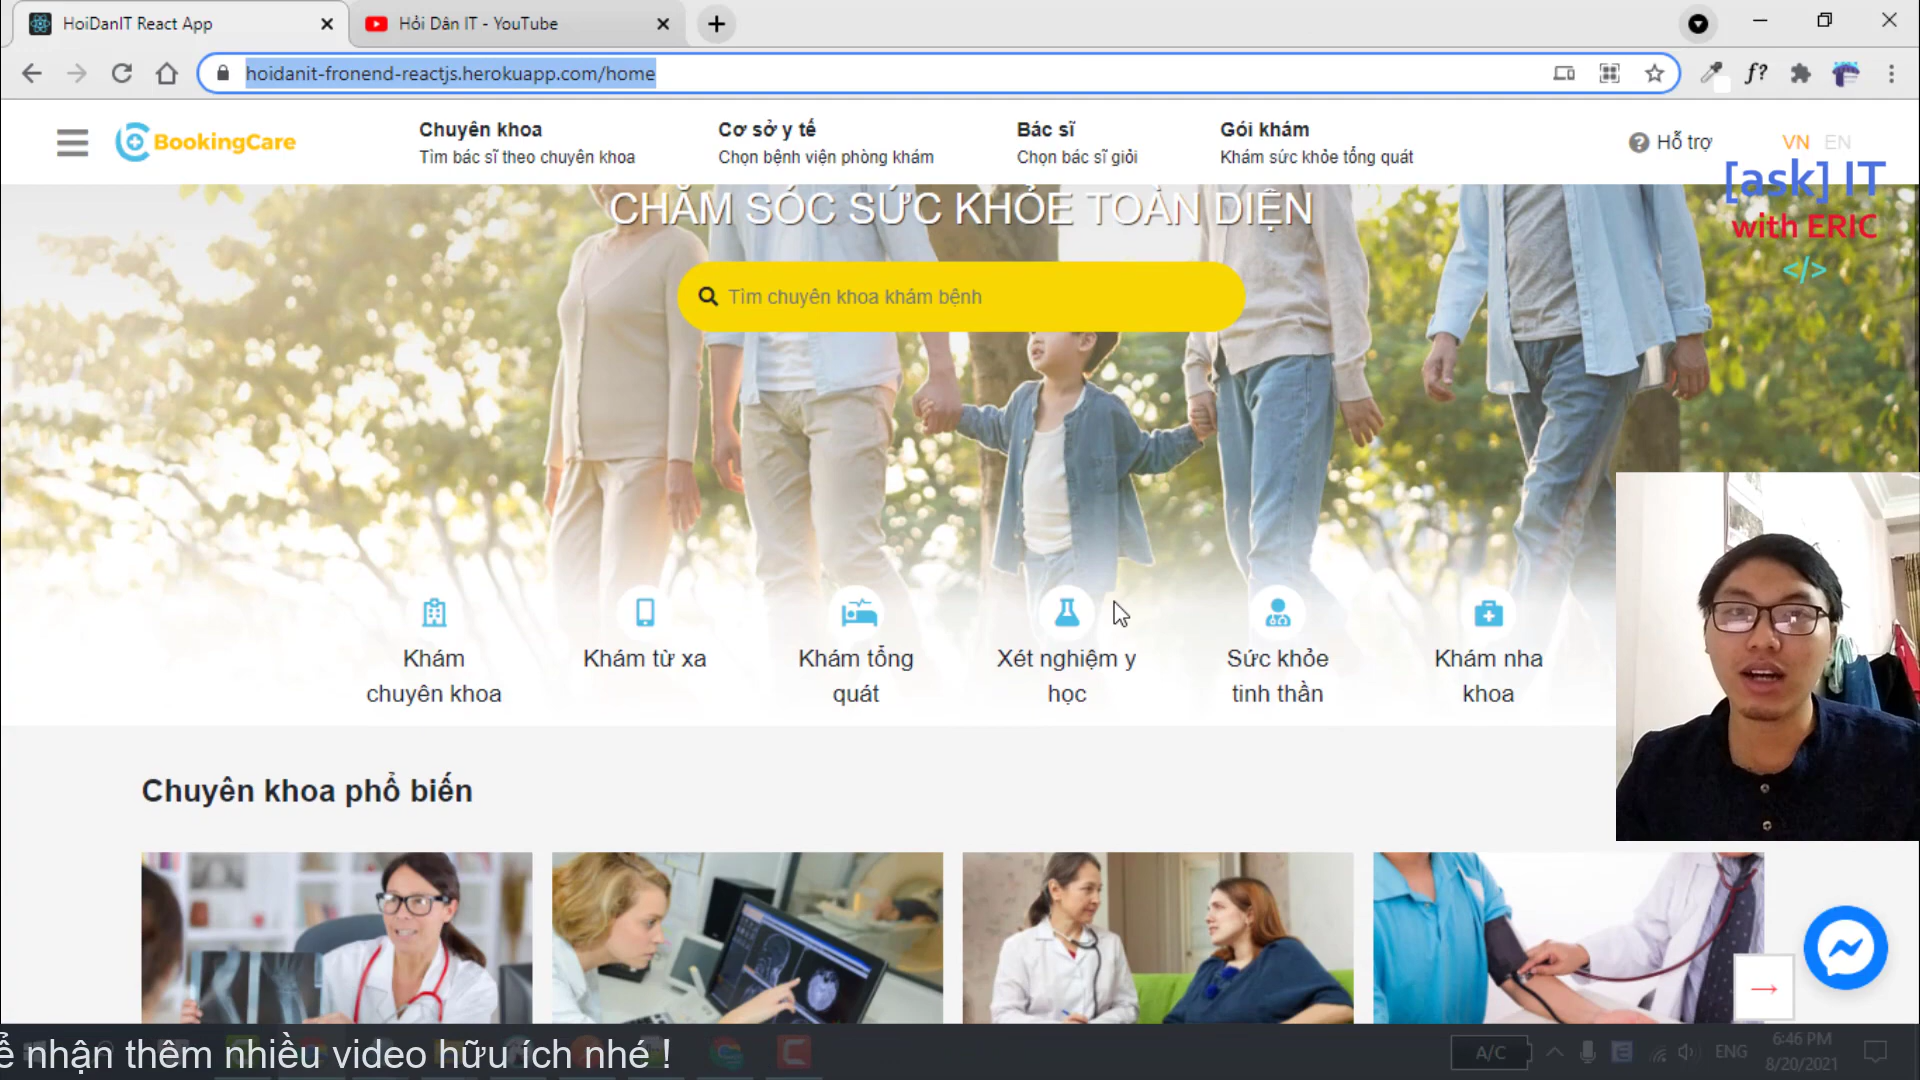 HoiDanIT React App
Hỏi Dân IT - YouTube
hoidanit-fronend-reactjs.herokuapp.com/home
f?
BookingCare
Chuyên khoa
Tìm bác sĩ theo chuyên khoa
Cơ sở y tế
Chọn bệnh viện phòng khám
Bác sĩ
Chọn bác sĩ giỏi
Gói khám
Khám sức khỏe tổng quát
Hỗ trợ
VN EN
[ask] IT
with ERIC
</>
CHĂM SÓC SỨC KHỎE TOÀN DIỆN
Tìm chuyên khoa khám bệnh
Khám
chuyên khoa
Khám từ xa
Khám tổng
quát
Xét nghiệm y
học
Sức khỏe
tinh thần
Khám nha
khoa
Chuyên khoa phổ biến
ể nhận thêm nhiều video hữu ích nhé !
A/C
ENG
6:46 PM
8/20/2021